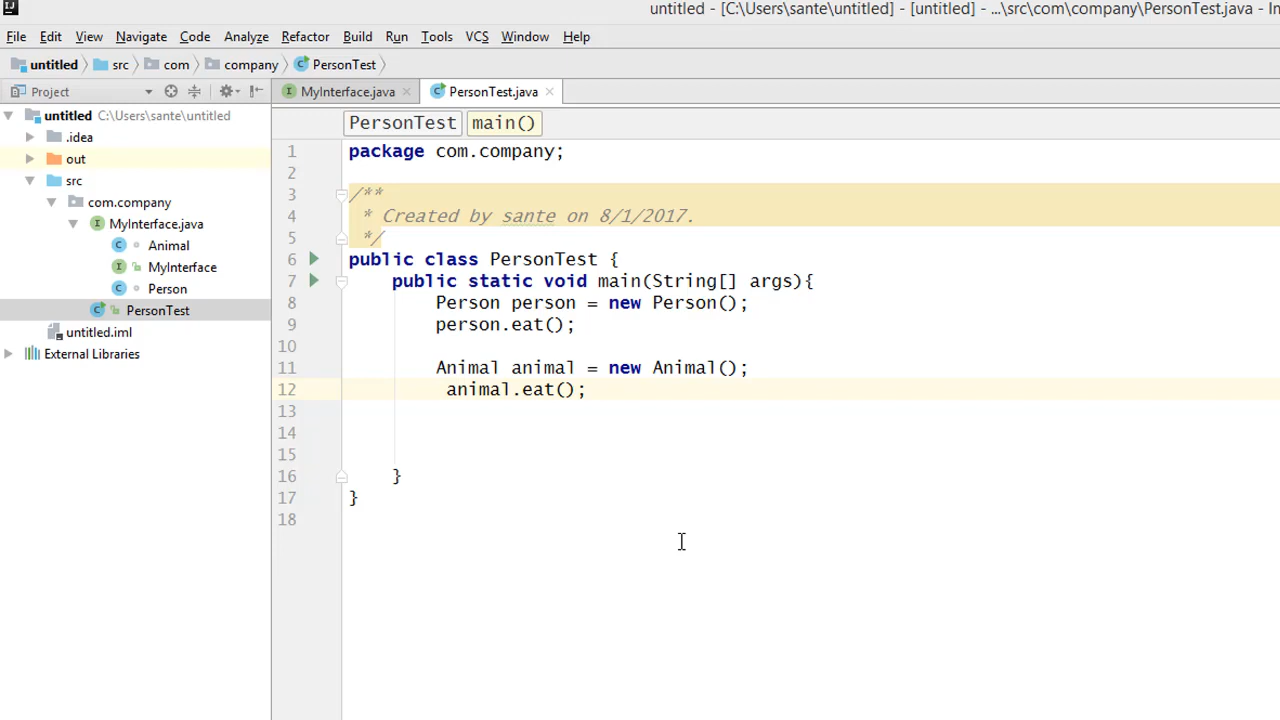 untitled - [C:\Users\sante\untitled] - [untitled] - ...\src\com\company\PersonTest.java - In
File Edit View Navigate Code Analyze Refactor Build Run Tools VCS Window Help
untitled src com company PersonTest
Project
MyInterface.java PersonTest.java
untitled C:\Users\sante\untitled
.idea
out
src
com.company
MyInterface.java
Animal
MyInterface
Person
PersonTest
untitled.iml
External Libraries
PersonTest main()
1 package com.company;
2
3 /**
4 * Created by sante on 8/1/2017.
5 */
6 public class PersonTest {
7 public static void main(String[] args){
8 Person person = new Person();
9 person.eat();
10
11 Animal animal = new Animal();
12 animal.eat();
13
14
15
16 }
17 }
18